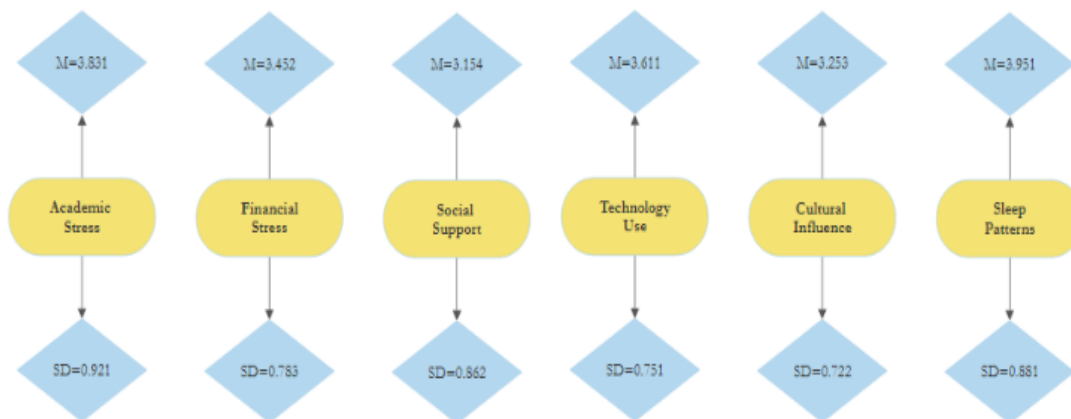 M=3.831
M=3.452
M=3.154
M=3.611
M=3.253
M=3.951
Academic
Stress
Financial
Stress
Social
Support
Technology
Use
Cultural
Influence
Sleep
Patterns
SD=0.921
SD=0.783
SD=0.862
SD=0.751
SD=0.722
SD=0.881